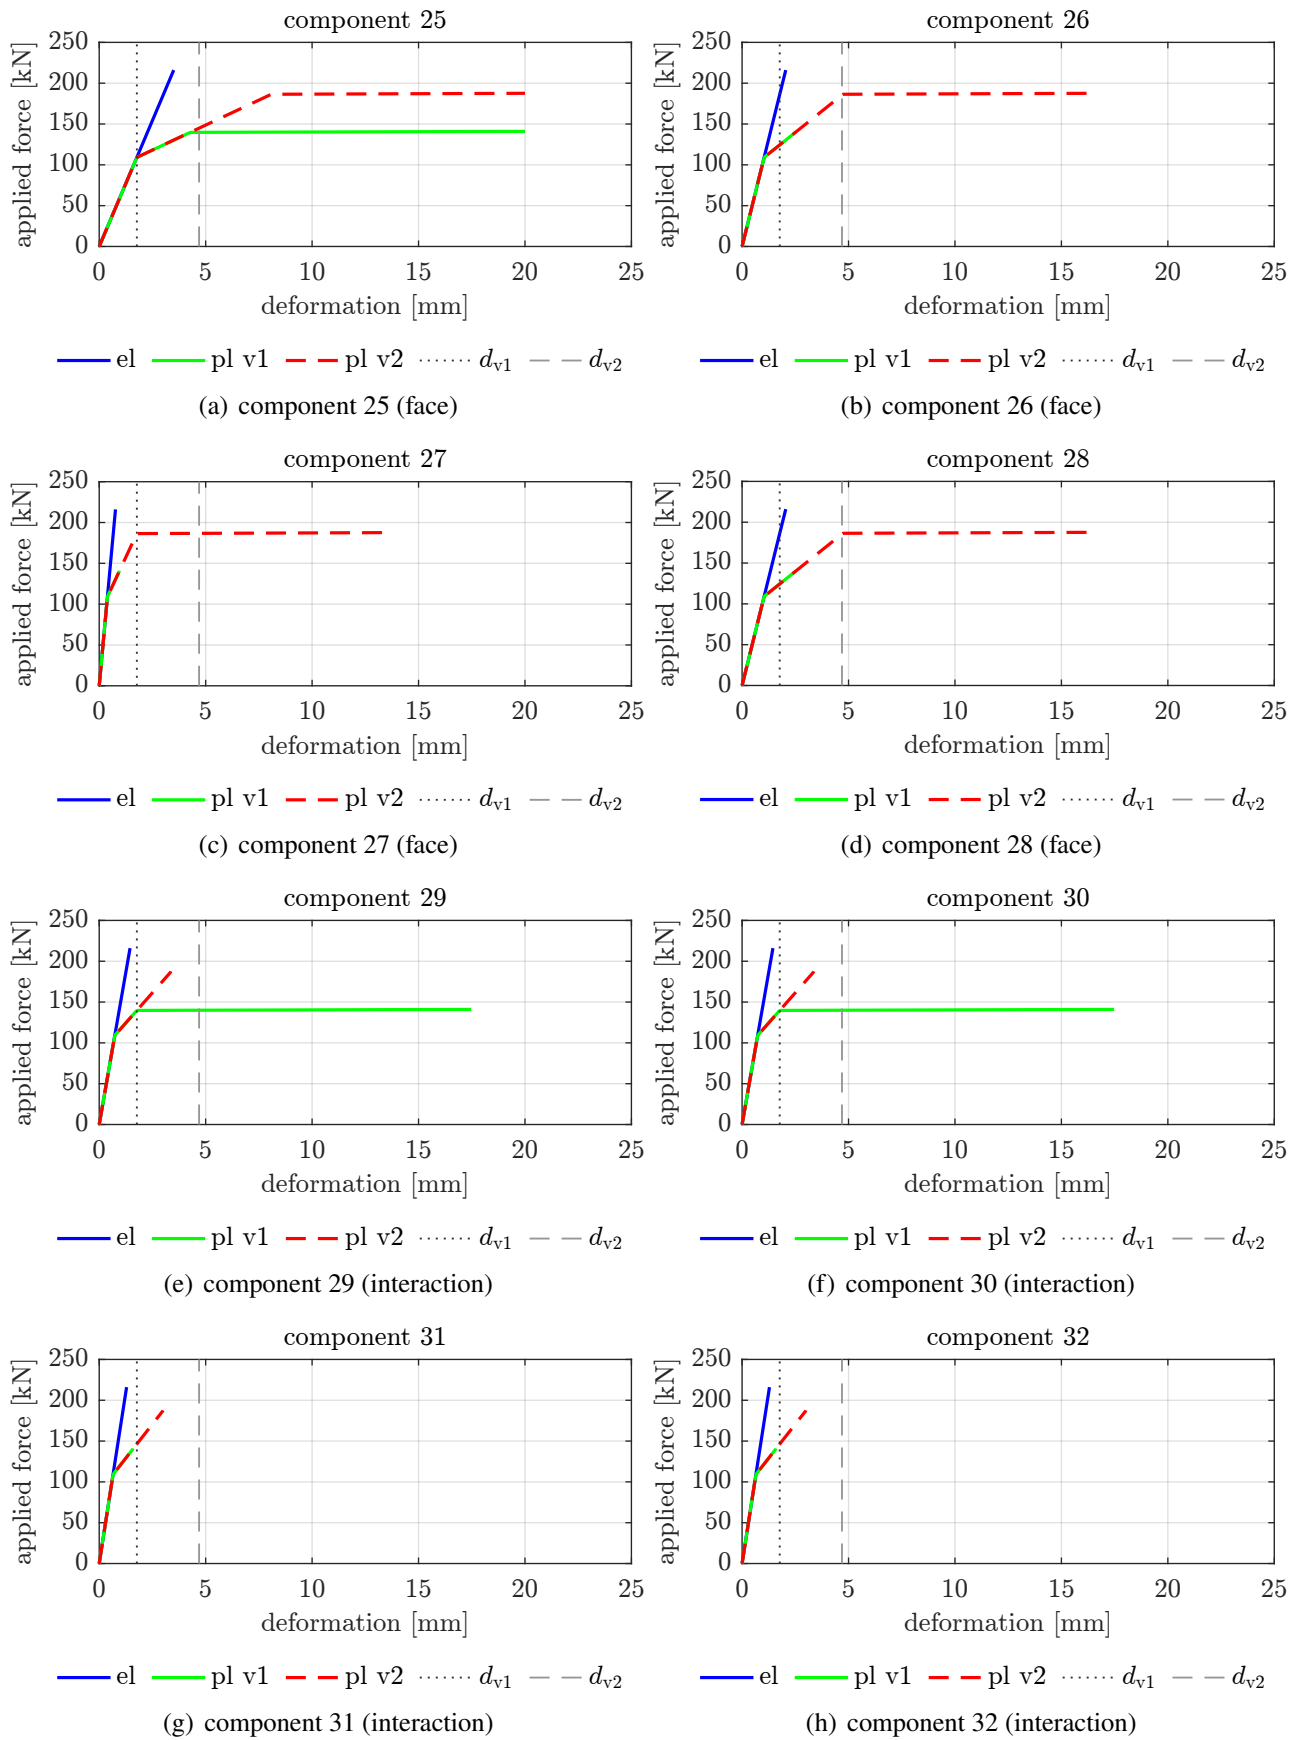 component 25
component 26
applied force [kN]
250
200
150
100
50
0
0 5 10 15 20 25
deformation [mm]
applied force [kN]
250
200
150
100
50
0
0 5 10 15 20 25
deformation [mm]
el pl v1 pl v2 dv1 dv2
el pl v1 pl v2 dv1 dv2
(a) component 25 (face)
(b) component 26 (face)
component 27
component 28
applied force [kN]
250
200
150
100
50
0
0 5 10 15 20 25
deformation [mm]
applied force [kN]
250
200
150
100
50
0
0 5 10 15 20 25
deformation [mm]
el pl v1 pl v2 dv1 dv2
el pl v1 pl v2 dv1 dv2
(c) component 27 (face)
(d) component 28 (face)
component 29
component 30
applied force [kN]
250
200
150
100
50
0
0 5 10 15 20 25
deformation [mm]
applied force [kN]
250
200
150
100
50
0
0 5 10 15 20 25
deformation [mm]
el pl v1 pl v2 dv1 dv2
el pl v1 pl v2 dv1 dv2
(e) component 29 (interaction)
(f) component 30 (interaction)
component 31
component 32
applied force [kN]
250
200
150
100
50
0
0 5 10 15 20 25
deformation [mm]
applied force [kN]
250
200
150
100
50
0
0 5 10 15 20 25
deformation [mm]
el pl v1 pl v2 dv1 dv2
el pl v1 pl v2 dv1 dv2
(g) component 31 (interaction)
(h) component 32 (interaction)